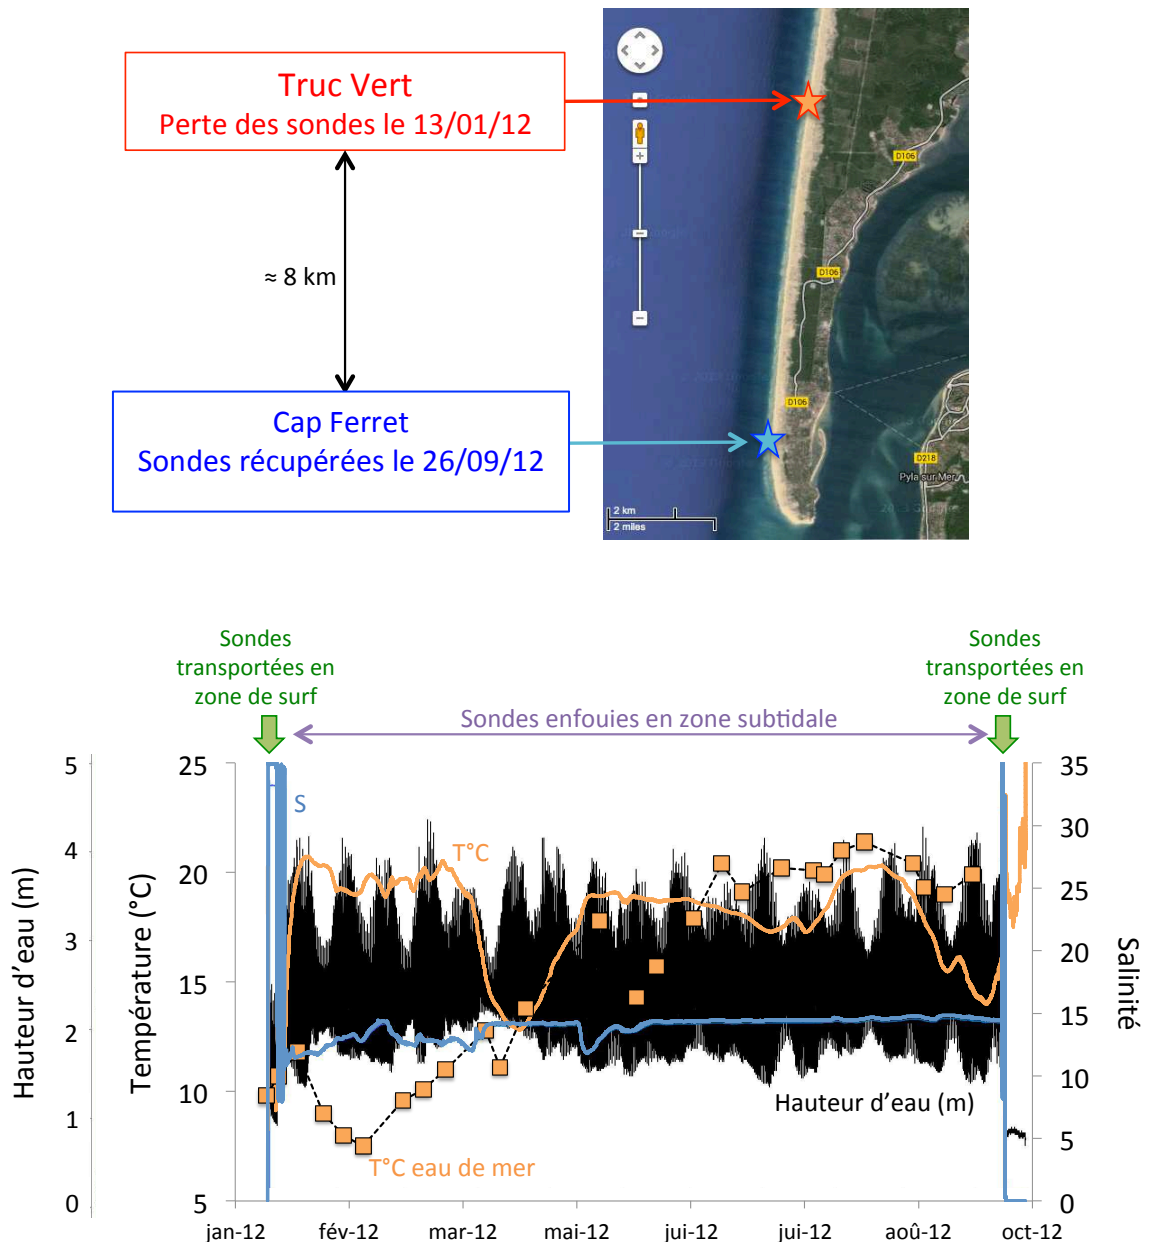 Truc Vert
Perte des sondes le 13/01/12
≈ 8 km
Cap Ferret
Sondes récupérées le 26/09/12
D106
D106
D106
D218
Pyla sur Mer
2 km
2 miles
Sondes
transportées en
zone de surf
Sondes
transportées en
zone de surf
Sondes enfouies en zone subtidale
Hauteur d'eau (m)
5
4
3
2
1
0
Température (°C)
25
20
15
10
5
S
T°C
T°C eau de mer
Hauteur d'eau (m)
35
30
25
20
15
10
5
0
Salinité
jan-12
fév-12
mar-12
mai-12
jui-12
jui-12
aoû-12
oct-12